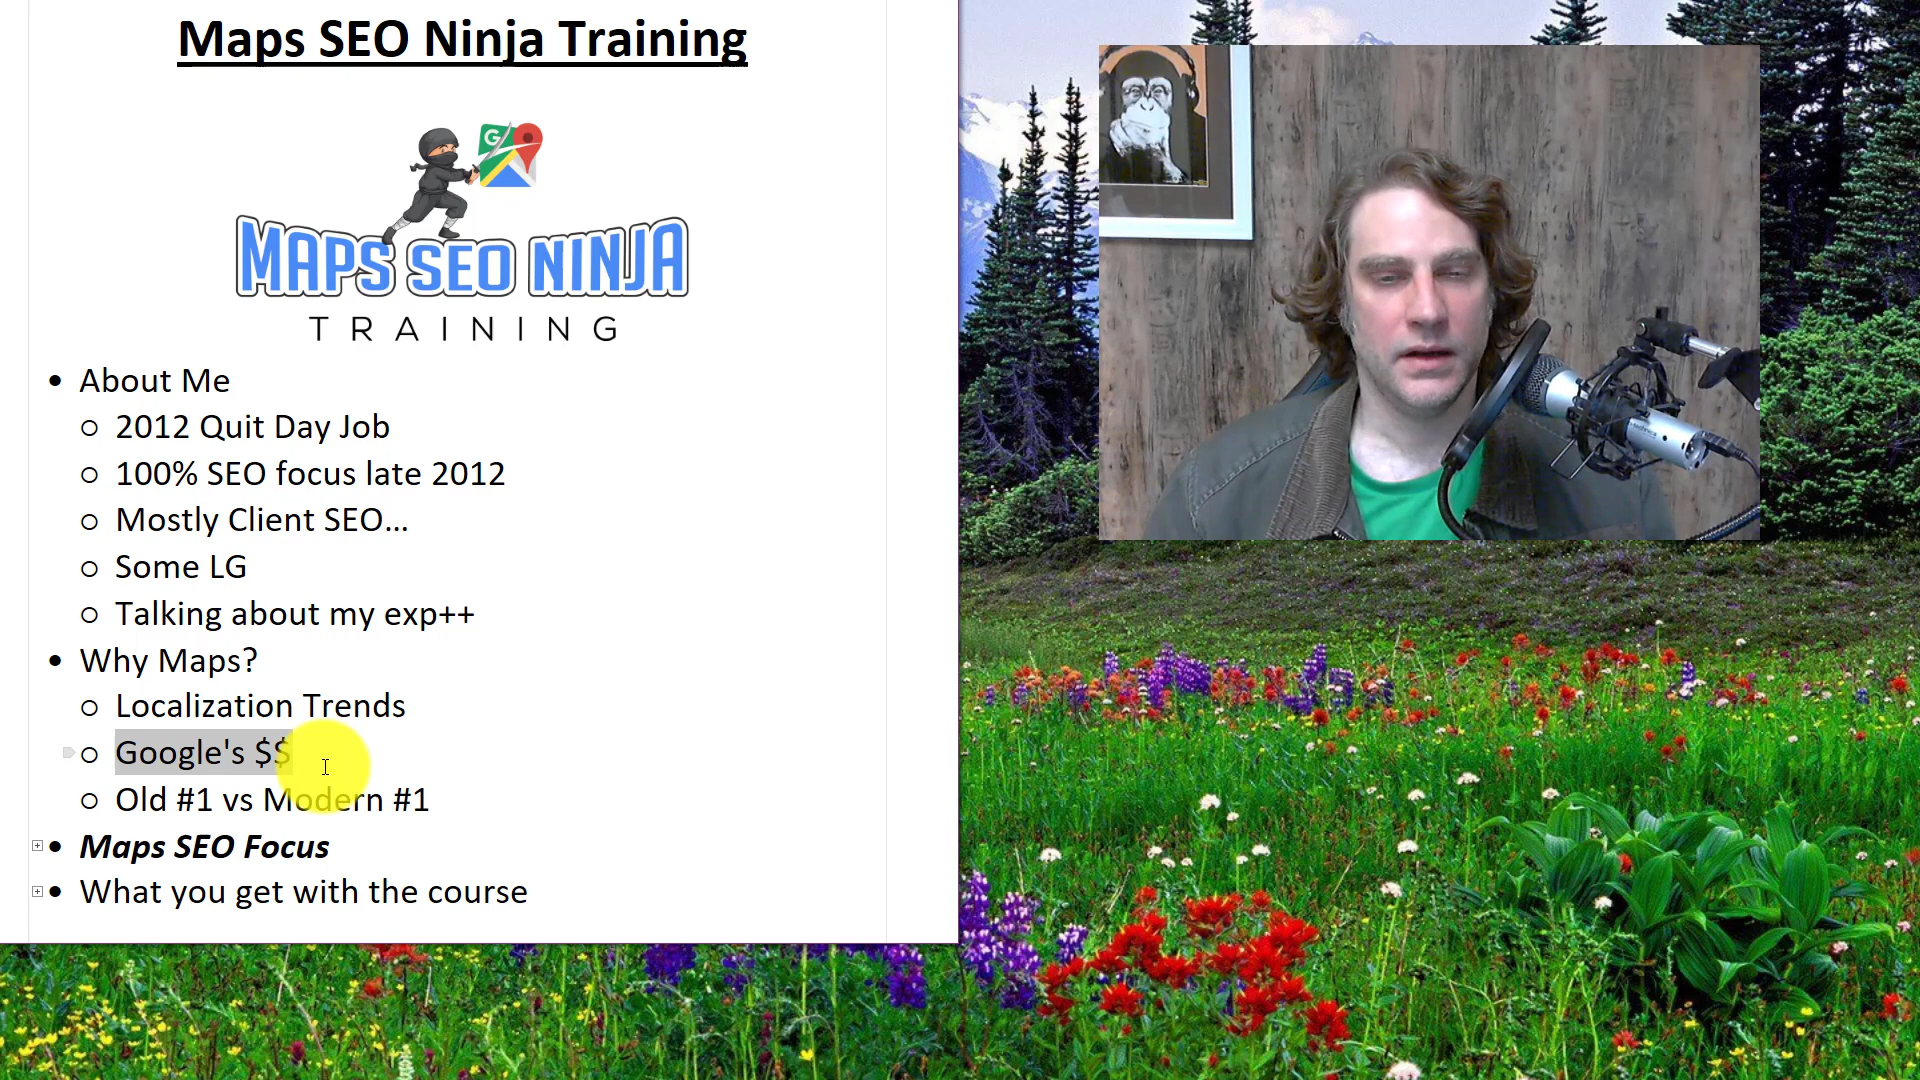 Maps SEO Ninja Training
G
MAPS SEO NINJA
TRAINING
• About Me
○ 2012 Quit Day Job
○ 100% SEO focus late 2012
○ Mostly Client SEO...
○ Some LG
○ Talking about my exp++
• Why Maps?
○ Localization Trends
○ Google's $$
○ Old #1 vs Modern #1
• Maps SEO Focus
• What you get with the course